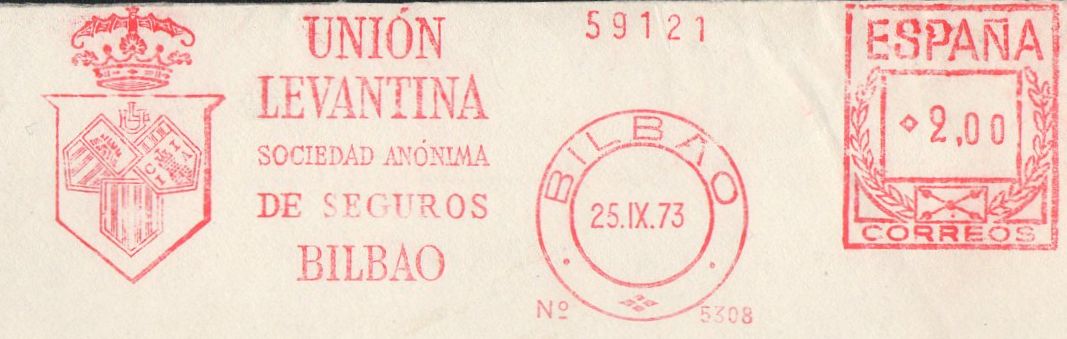 UNIÓN
LEVANTINA
SOCIEDAD ANÓNIMA
DE SEGUROS
BILBAO
59121
BILBAO
25.IX.73
Nº 5308
ESPAÑA
2,00
CORREOS